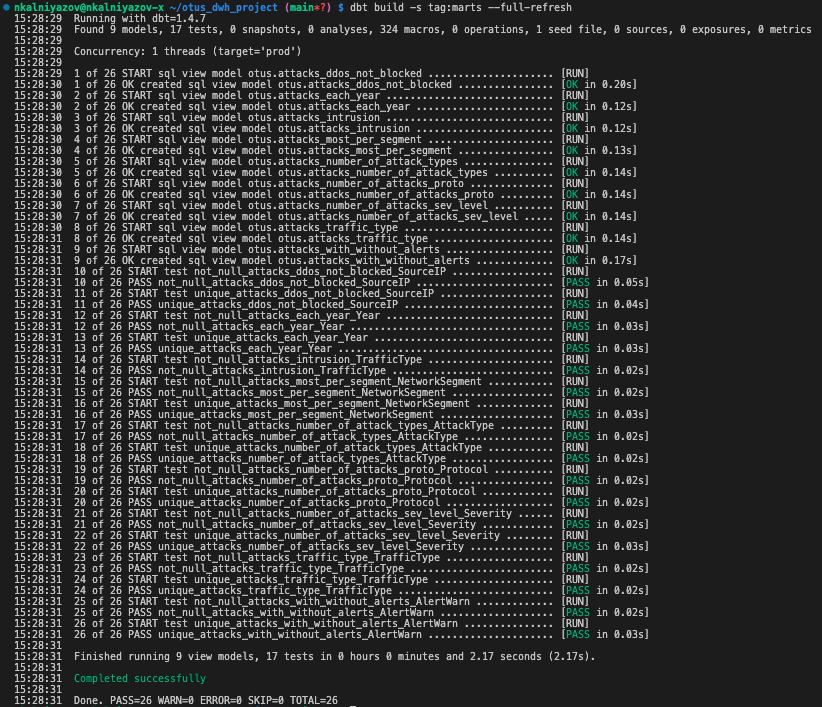 nkalniyazov@nkalniyazov-x ~/otus_dwh_project (main*?) $ dbt build -s tag:marts --full-refresh
15:28:29  Running with dbt=1.4.7
15:28:29  Found 9 models, 17 tests, 0 snapshots, 0 analyses, 324 macros, 0 operations, 1 seed file, 0 sources, 0 exposures, 0 metrics
15:28:29
15:28:29  Concurrency: 1 threads (target='prod')
15:28:29
15:28:29  1 of 26 START sql view model otus.attacks_ddos_not_blocked ..................... [RUN]
15:28:30  1 of 26 OK created sql view model otus.attacks_ddos_not_blocked ................ [OK in 0.20s]
15:28:30  2 of 26 START sql view model otus.attacks_each_year ............................ [RUN]
15:28:30  2 of 26 OK created sql view model otus.attacks_each_year ....................... [OK in 0.12s]
15:28:30  3 of 26 START sql view model otus.attacks_intrusion ............................ [RUN]
15:28:30  3 of 26 OK created sql view model otus.attacks_intrusion ....................... [OK in 0.12s]
15:28:30  4 of 26 START sql view model otus.attacks_most_per_segment ..................... [RUN]
15:28:30  4 of 26 OK created sql view model otus.attacks_most_per_segment ................ [OK in 0.13s]
15:28:30  5 of 26 START sql view model otus.attacks_number_of_attack_types ............... [RUN]
15:28:30  5 of 26 OK created sql view model otus.attacks_number_of_attack_types .......... [OK in 0.14s]
15:28:30  6 of 26 START sql view model otus.attacks_number_of_attacks_proto .............. [RUN]
15:28:30  6 of 26 OK created sql view model otus.attacks_number_of_attacks_proto ......... [OK in 0.14s]
15:28:30  7 of 26 START sql view model otus.attacks_number_of_attacks_sev_level .......... [RUN]
15:28:30  7 of 26 OK created sql view model otus.attacks_number_of_attacks_sev_level ..... [OK in 0.14s]
15:28:30  8 of 26 START sql view model otus.attacks_traffic_type ......................... [RUN]
15:28:31  8 of 26 OK created sql view model otus.attacks_traffic_type .................... [OK in 0.14s]
15:28:31  9 of 26 START sql view model otus.attacks_with_without_alerts .................. [RUN]
15:28:31  9 of 26 OK created sql view model otus.attacks_with_without_alerts ............. [OK in 0.17s]
15:28:31  10 of 26 START test not_null_attacks_ddos_not_blocked_SourceIP ................. [RUN]
15:28:31  10 of 26 PASS not_null_attacks_ddos_not_blocked_SourceIP ....................... [PASS in 0.05s]
15:28:31  11 of 26 START test unique_attacks_ddos_not_blocked_SourceIP ................... [RUN]
15:28:31  11 of 26 PASS unique_attacks_ddos_not_blocked_SourceIP ......................... [PASS in 0.04s]
15:28:31  12 of 26 START test not_null_attacks_each_year_Year ............................ [RUN]
15:28:31  12 of 26 PASS not_null_attacks_each_year_Year .................................. [PASS in 0.03s]
15:28:31  13 of 26 START test unique_attacks_each_year_Year .............................. [RUN]
15:28:31  13 of 26 PASS unique_attacks_each_year_Year .................................... [PASS in 0.03s]
15:28:31  14 of 26 START test not_null_attacks_intrusion_TrafficType ..................... [RUN]
15:28:31  14 of 26 PASS not_null_attacks_intrusion_TrafficType ........................... [PASS in 0.02s]
15:28:31  15 of 26 START test not_null_attacks_most_per_segment_NetworkSegment ........... [RUN]
15:28:31  15 of 26 PASS not_null_attacks_most_per_segment_NetworkSegment ................. [PASS in 0.02s]
15:28:31  16 of 26 START test unique_attacks_most_per_segment_NetworkSegment ............. [RUN]
15:28:31  16 of 26 PASS unique_attacks_most_per_segment_NetworkSegment ................... [PASS in 0.03s]
15:28:31  17 of 26 START test not_null_attacks_number_of_attack_types_AttackType ......... [RUN]
15:28:31  17 of 26 PASS not_null_attacks_number_of_attack_types_AttackType ............... [PASS in 0.02s]
15:28:31  18 of 26 START test unique_attacks_number_of_attack_types_AttackType ........... [RUN]
15:28:31  18 of 26 PASS unique_attacks_number_of_attack_types_AttackType ................. [PASS in 0.02s]
15:28:31  19 of 26 START test not_null_attacks_number_of_attacks_proto_Protocol .......... [RUN]
15:28:31  19 of 26 PASS not_null_attacks_number_of_attacks_proto_Protocol ................ [PASS in 0.02s]
15:28:31  20 of 26 START test unique_attacks_number_of_attacks_proto_Protocol ............ [RUN]
15:28:31  20 of 26 PASS unique_attacks_number_of_attacks_proto_Protocol .................. [PASS in 0.02s]
15:28:31  21 of 26 START test not_null_attacks_number_of_attacks_sev_level_Severity ...... [RUN]
15:28:31  21 of 26 PASS not_null_attacks_number_of_attacks_sev_level_Severity ............ [PASS in 0.02s]
15:28:31  22 of 26 START test unique_attacks_number_of_attacks_sev_level_Severity ........ [RUN]
15:28:31  22 of 26 PASS unique_attacks_number_of_attacks_sev_level_Severity .............. [PASS in 0.03s]
15:28:31  23 of 26 START test not_null_attacks_traffic_type_TrafficType .................. [RUN]
15:28:31  23 of 26 PASS not_null_attacks_traffic_type_TrafficType ........................ [PASS in 0.02s]
15:28:31  24 of 26 START test unique_attacks_traffic_type_TrafficType .................... [RUN]
15:28:31  24 of 26 PASS unique_attacks_traffic_type_TrafficType .......................... [PASS in 0.02s]
15:28:31  25 of 26 START test not_null_attacks_with_without_alerts_AlertWarn ............. [RUN]
15:28:31  25 of 26 PASS not_null_attacks_with_without_alerts_AlertWarn ................... [PASS in 0.02s]
15:28:31  26 of 26 START test unique_attacks_with_without_alerts_AlertWarn ............... [RUN]
15:28:31  26 of 26 PASS unique_attacks_with_without_alerts_AlertWarn ..................... [PASS in 0.03s]
15:28:31
15:28:31  Finished running 9 view models, 17 tests in 0 hours 0 minutes and 2.17 seconds (2.17s).
15:28:31
15:28:31  Completed successfully
15:28:31
15:28:31  Done. PASS=26 WARN=0 ERROR=0 SKIP=0 TOTAL=26